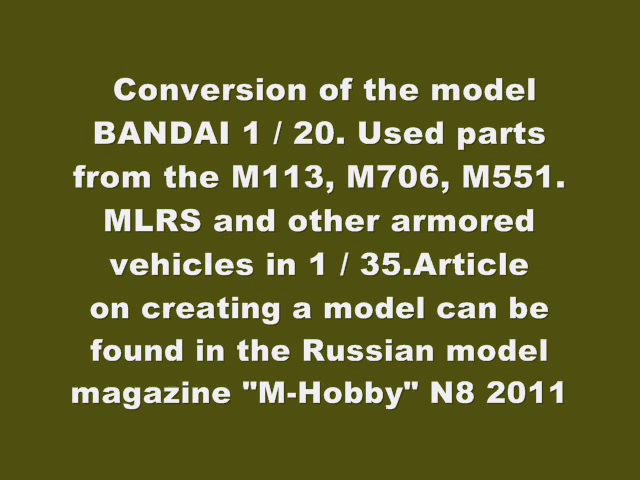 Conversion of the model
BANDAI 1 / 20. Used parts
from the M113, M706, M551.
MLRS and other armored
vehicles in 1 / 35.Article
on creating a model can be
found in the Russian model
magazine "M-Hobby" N8 2011